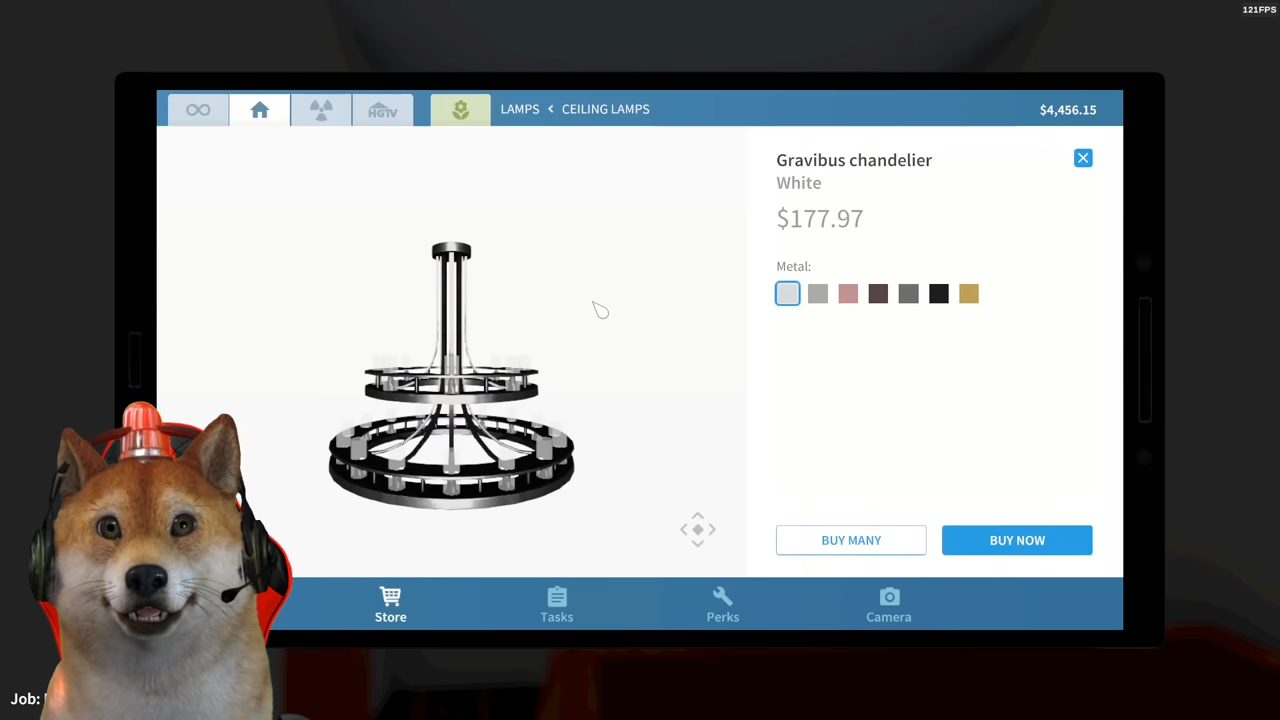 121FPS
HGTV
LAMPS < CEILING LAMPS
$4,456.15
Gravibus chandelier
White
$177.97
Metal:
BUY MANY
BUY NOW
Store
Tasks
Perks
Camera
Job: